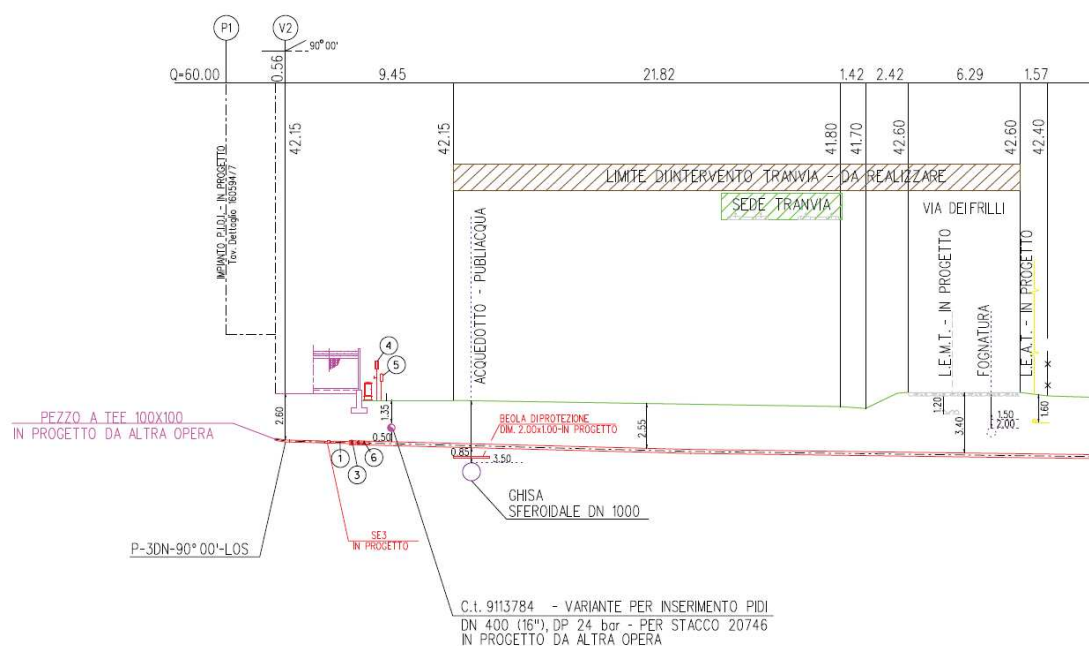 P1
V2
90°00'
Q=60.00
0.56
9.45
21.82
1.42
2.42
6.29
1.57
42.15
42.15
41.80
41.70
42.60
42.60
42.40
IMPIANTO P.I.D.I. - IN PROGETTO
Tav. Dettaglio 160594/7
LIMITE DI INTERVENTO TRANVIA - DA REALIZZARE
SEDE TRANVIA
VIA DEI FRILLI
ACQUEDOTTO - PUBLIACQUA
L.E.M.T. - IN PROGETTO
FOGNATURA
L.E.A.T. - IN PROGETTO
4
5
PEZZO A TEE 100X100
IN PROGETTO DA ALTRA OPERA
2.60
1.35
0.50
1
3
6
BEOLA DI PROTEZIONE
DIM. 2.00x1.00-IN PROGETTO
0.85
3.50
2.55
1.20
3.40
1.50
2.00
1.60
GHISA
SFEROIDALE DN 1000
SE3
IN PROGETTO
P-3DN-90°00'-LOS
C.t. 9113784 - VARIANTE PER INSERIMENTO PIDI
DN 400 (16"), DP 24 bar - PER STACCO 20746
IN PROGETTO DA ALTRA OPERA